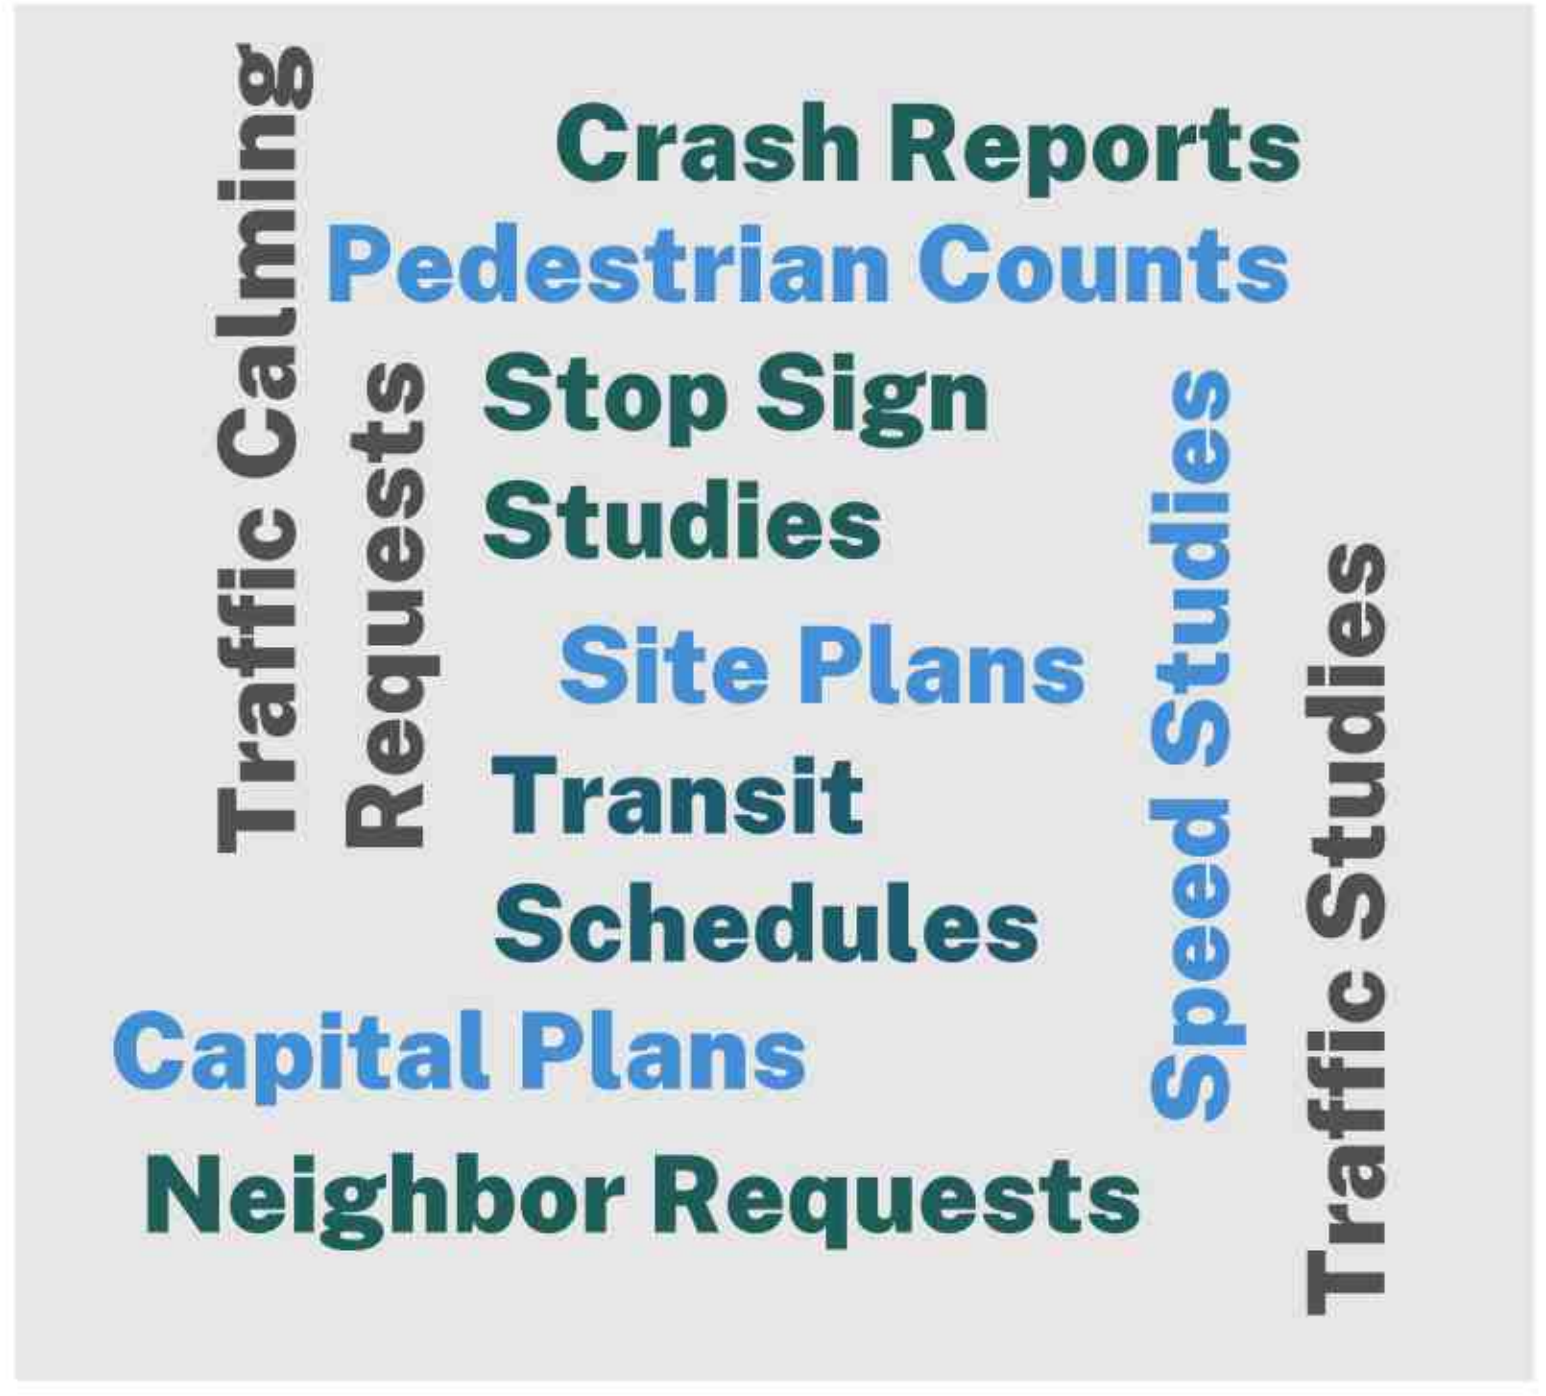 Traffic Calming
Requests
Crash Reports
Pedestrian Counts
Stop Sign
Studies
Site Plans
Transit
Schedules
Capital Plans
Neighbor Requests
Speed Studies
Traffic Studies